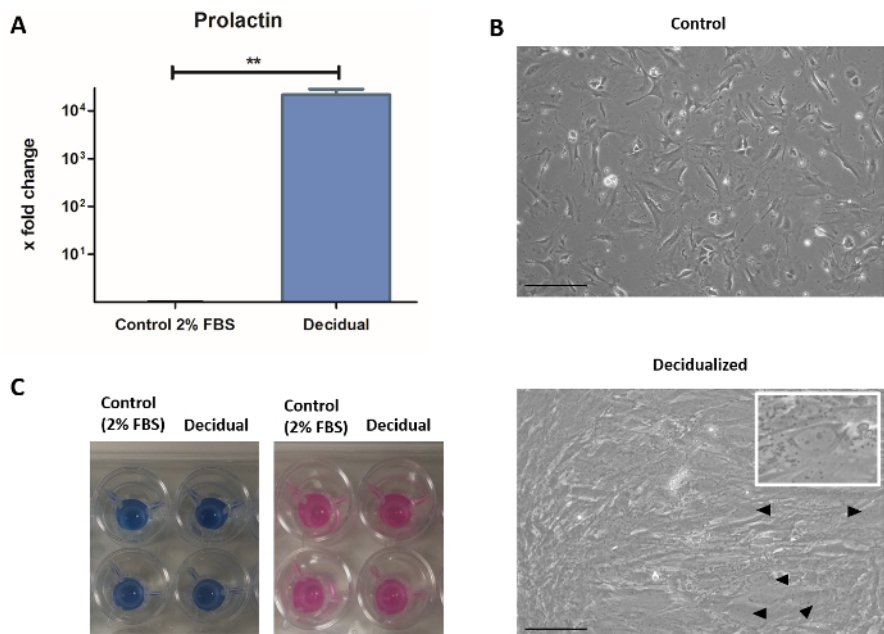 A
Prolactin
**
10⁴
10³
10²
10¹
x fold change
Control 2% FBS
Decidual
B
Control
Decidualized
C
Control
(2% FBS)
Decidual
Control
(2% FBS)
Decidual